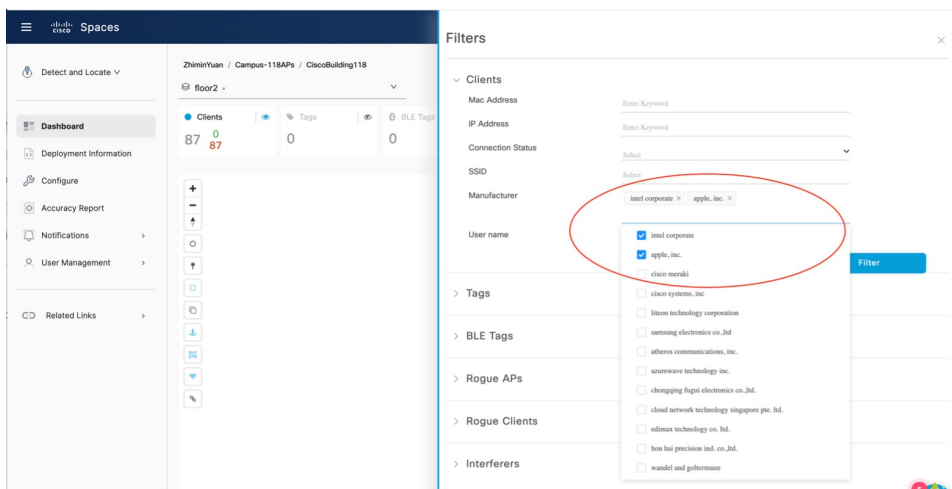 CISCO Spaces
Detect and Locate
Dashboard
Deployment Information
Configure
Accuracy Report
Notifications
User Management
Related Links
ZhiminYuan / Campus-118APs / CiscoBuilding118
floor2
Clients
87 0 87
Tags
0
BLE Tags
0
Filters
Clients
Mac Address Enter Keyword
IP Address Enter Keyword
Connection Status Select
SSID Select
Manufacturer intel corporate × apple, inc. ×
User name
intel corporate
apple, inc.
cisco meraki
cisco systems, inc
liteon technology corporation
samsung electronics co.,ltd
atheros communications, inc.
azurewave technology inc.
chongqing fugui electronics co.,ltd.
cloud network technology singapore pte. ltd.
edimax technology co. ltd.
hon hai precision ind. co.,ltd.
wandel and goltermann
Filter
Tags
BLE Tags
Rogue APs
Rogue Clients
Interferers